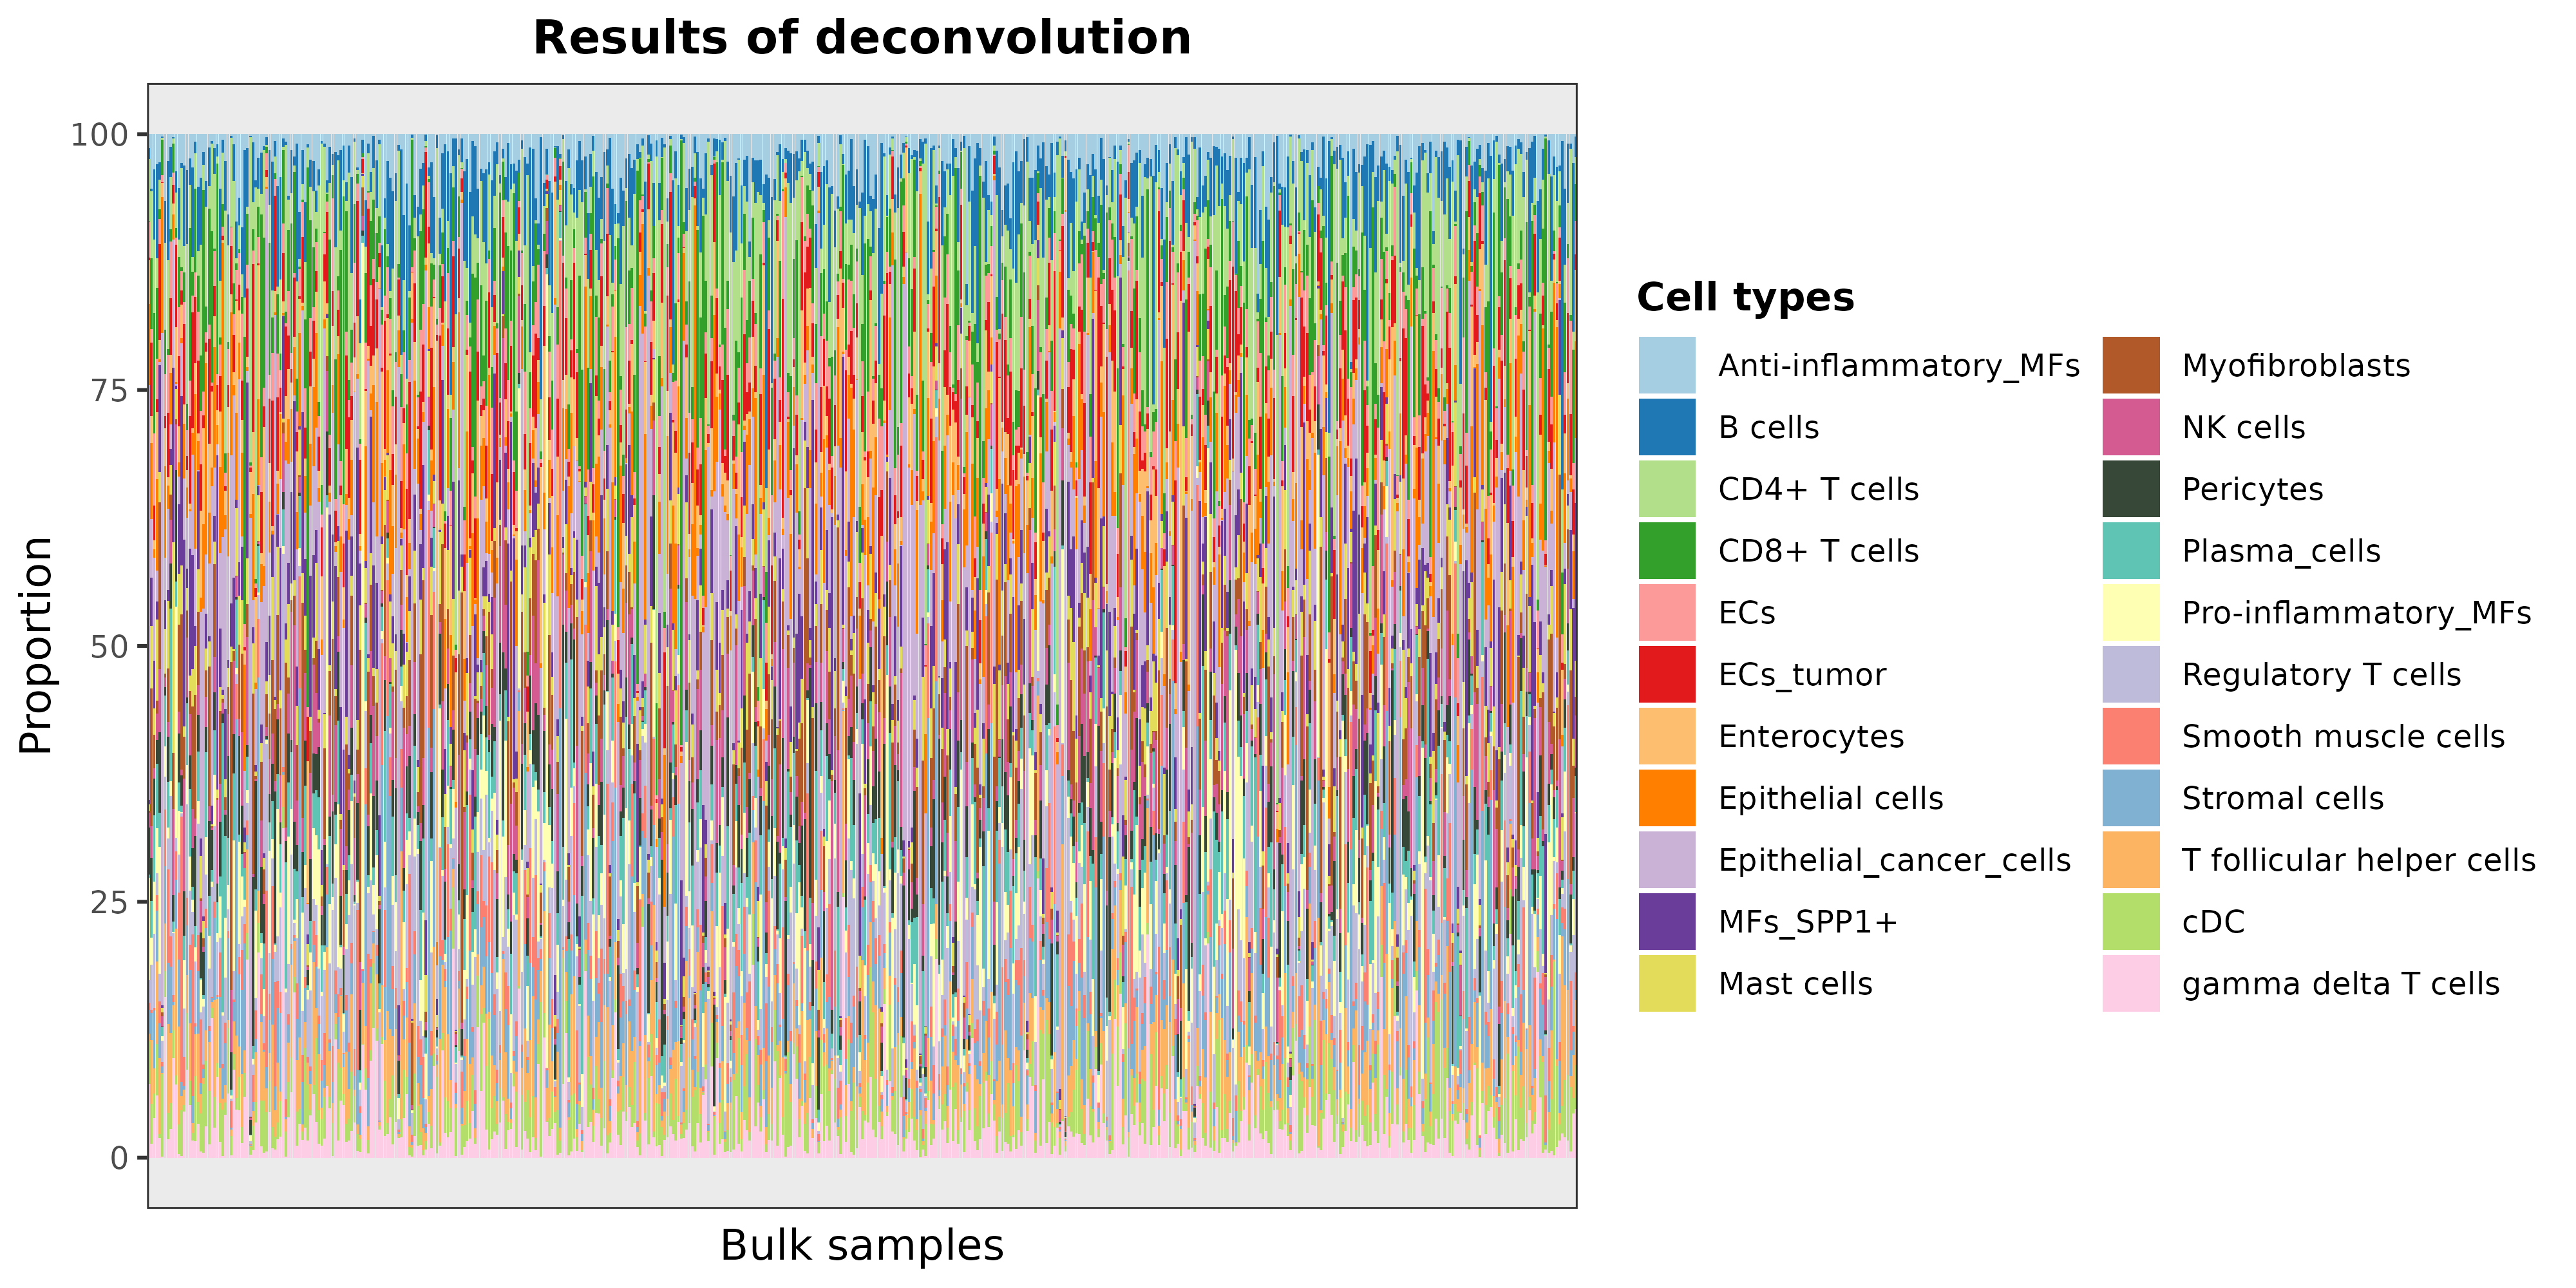 Results of deconvolution
100
75
50
25
0
Proportion
Bulk samples
Cell types
Anti-inflammatory_MFs
B cells
CD4+ T cells
CD8+ T cells
ECs
ECs_tumor
Enterocytes
Epithelial cells
Epithelial_cancer_cells
MFs_SPP1+
Mast cells
Myofibroblasts
NK cells
Pericytes
Plasma_cells
Pro-inflammatory_MFs
Regulatory T cells
Smooth muscle cells
Stromal cells
T follicular helper cells
cDC
gamma delta T cells